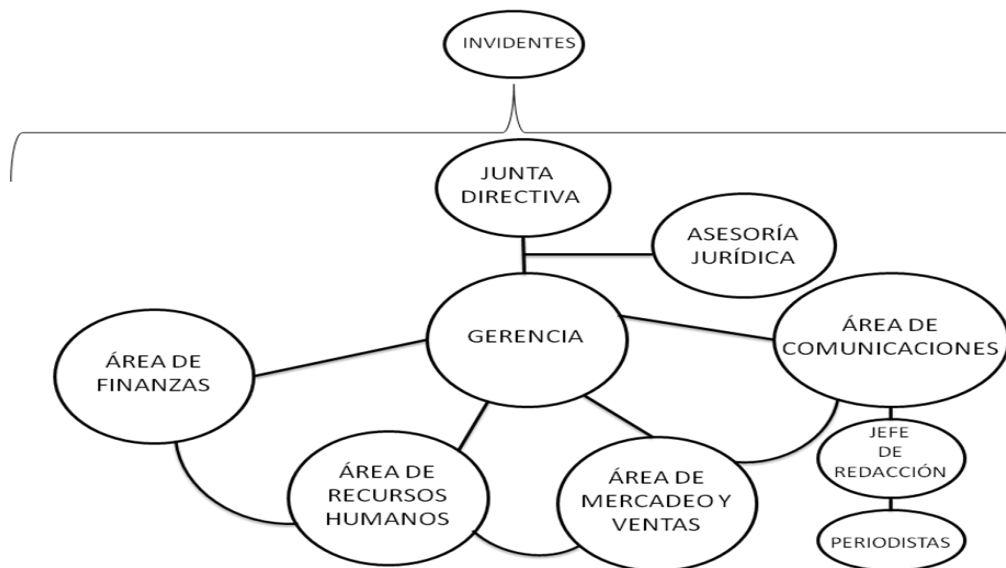 INVIDENTES
JUNTA
DIRECTIVA
ASESORÍA
JURÍDICA
GERENCIA
ÁREA DE
COMUNICACIONES
ÁREA DE
FINANZAS
JEFE
DE
REDACCIÓN
ÁREA DE
RECURSOS
HUMANOS
ÁREA DE
MERCADEO Y
VENTAS
PERIODISTAS